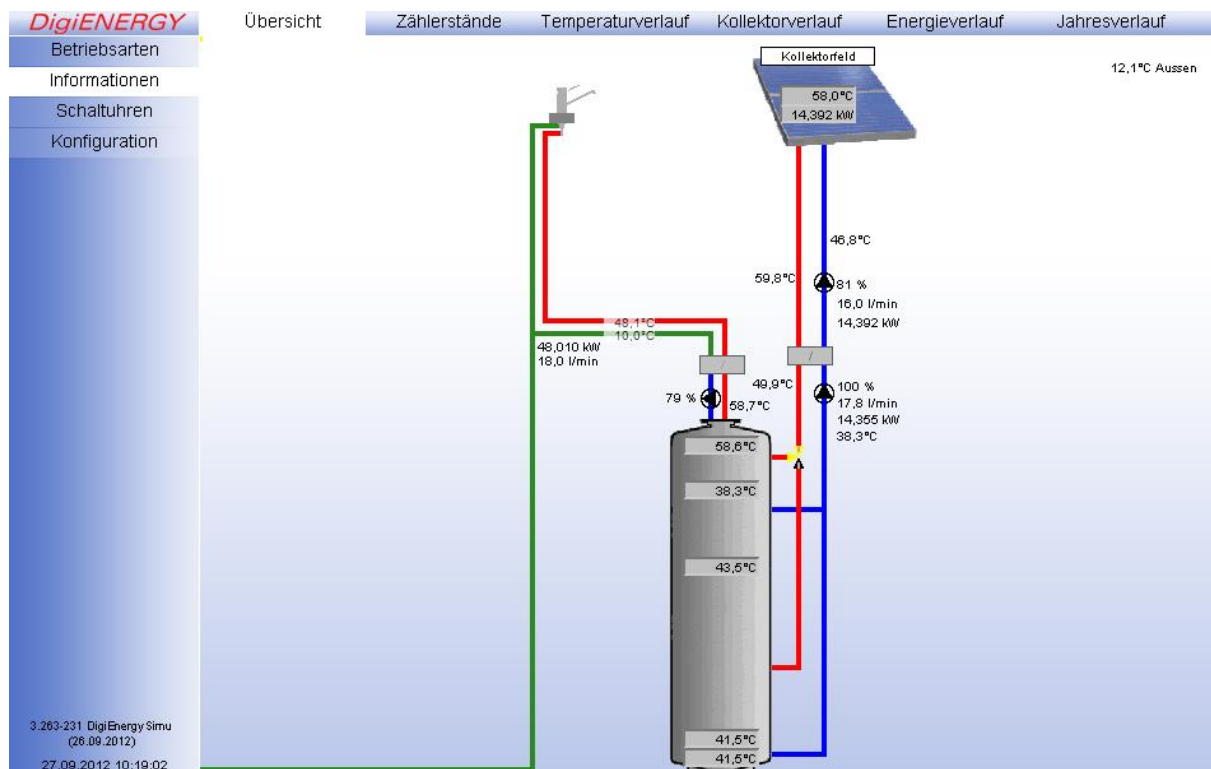 DigiENERGY
Übersicht
Zählerstände
Temperaturverlauf
Kollektorverlauf
Energieverlauf
Jahresverlauf
Betriebsarten
Informationen
Schaltuhren
Konfiguration
Kollektorfeld
12,1°C Aussen
58,0°C
14,392 kW
46,8°C
59,8°C
81 %
16,0 l/min
14,392 kW
48,1°C
10,0°C
48,010 kW
18,0 l/min
/
/
79 %
58,7°C
49,9°C
100 %
17,8 l/min
14,355 kW
38,3°C
58,6°C
38,3°C
43,5°C
41,5°C
41,5°C
3.263-231 DigiEnergy Simu
(26.09.2012)
27.09.2012 10:19:02